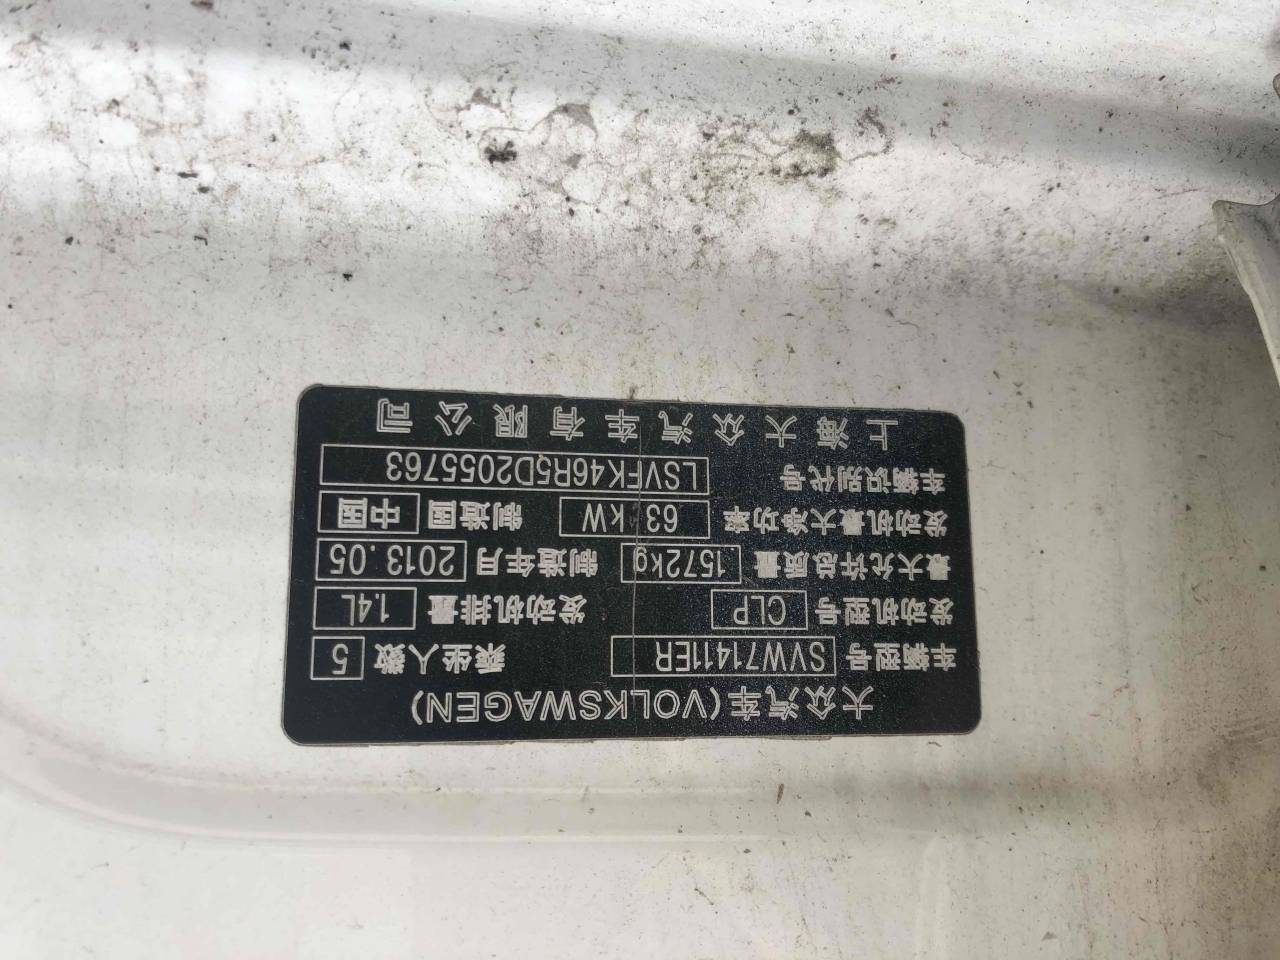 大众汽车(VOLKSWAGEN)
车辆型号 SVW71411ER 乘坐人数 5
发动机型号 CLP 发动机排量 1.4L
最大允许总质量 1572kg 制造年月 2013.05
发动机最大净功率 63 kW 制造国 中国
车辆识别代号 LSVFK46R5D2055763
上海大众汽车有限公司